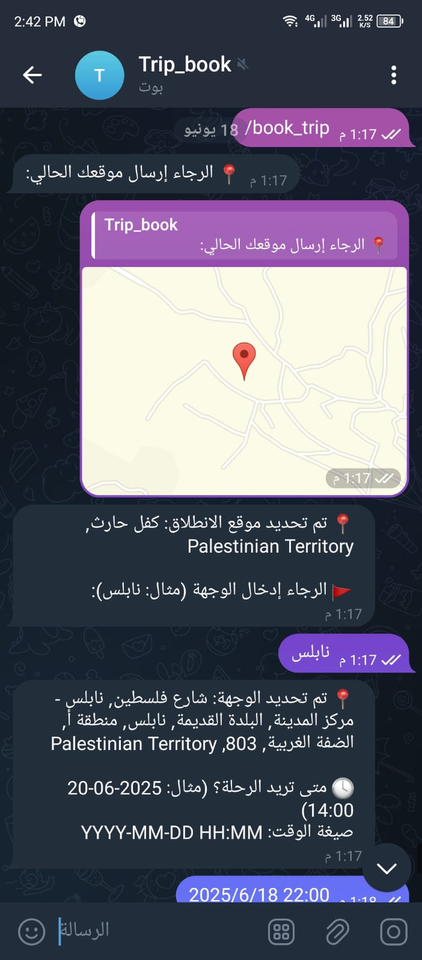 2:42 PM
4G 3G 2.52 K/S 84
T
Trip_book
بوت
18 يونيو
/book_trip
1:17 م
📍 الرجاء إرسال موقعك الحالي:
1:17 م
Trip_book
📍 الرجاء إرسال موقعك الحالي:
1:17 م
📍 تم تحديد موقع الانطلاق: كفل حارث,
Palestinian Territory
🚩 الرجاء إدخال الوجهة (مثال: نابلس):
1:17 م
نابلس
1:17 م
📍 تم تحديد الوجهة: شارع فلسطين, نابلس -
مركز المدينة, البلدة القديمة, نابلس, منطقة أ,
الضفة الغربية, 803, Palestinian Territory
🕓 متى تريد الرحلة؟ (مثال: 2025-06-20
14:00)
صيغة الوقت: YYYY-MM-DD HH:MM
1:17 م
2025/6/18 22:00
1:18 م
الرسالة